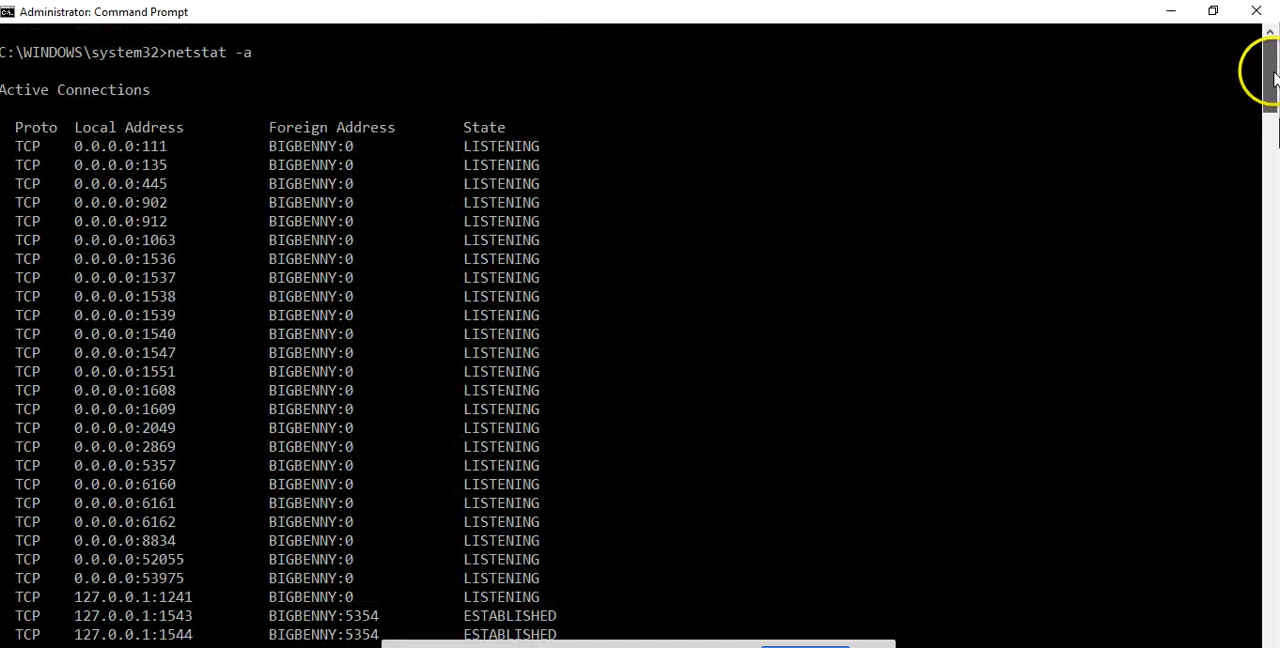 Administrator: Command Prompt
C:\WINDOWS\system32>netstat -a
Active Connections
Proto Local Address Foreign Address State
TCP 0.0.0.0:111 BIGBENNY:0 LISTENING
TCP 0.0.0.0:135 BIGBENNY:0 LISTENING
TCP 0.0.0.0:445 BIGBENNY:0 LISTENING
TCP 0.0.0.0:902 BIGBENNY:0 LISTENING
TCP 0.0.0.0:912 BIGBENNY:0 LISTENING
TCP 0.0.0.0:1063 BIGBENNY:0 LISTENING
TCP 0.0.0.0:1536 BIGBENNY:0 LISTENING
TCP 0.0.0.0:1537 BIGBENNY:0 LISTENING
TCP 0.0.0.0:1538 BIGBENNY:0 LISTENING
TCP 0.0.0.0:1539 BIGBENNY:0 LISTENING
TCP 0.0.0.0:1540 BIGBENNY:0 LISTENING
TCP 0.0.0.0:1547 BIGBENNY:0 LISTENING
TCP 0.0.0.0:1551 BIGBENNY:0 LISTENING
TCP 0.0.0.0:1608 BIGBENNY:0 LISTENING
TCP 0.0.0.0:1609 BIGBENNY:0 LISTENING
TCP 0.0.0.0:2049 BIGBENNY:0 LISTENING
TCP 0.0.0.0:2869 BIGBENNY:0 LISTENING
TCP 0.0.0.0:5357 BIGBENNY:0 LISTENING
TCP 0.0.0.0:6160 BIGBENNY:0 LISTENING
TCP 0.0.0.0:6161 BIGBENNY:0 LISTENING
TCP 0.0.0.0:6162 BIGBENNY:0 LISTENING
TCP 0.0.0.0:8834 BIGBENNY:0 LISTENING
TCP 0.0.0.0:52055 BIGBENNY:0 LISTENING
TCP 0.0.0.0:53975 BIGBENNY:0 LISTENING
TCP 127.0.0.1:1241 BIGBENNY:0 LISTENING
TCP 127.0.0.1:1543 BIGBENNY:5354 ESTABLISHED
TCP 127.0.0.1:1544 BIGBENNY:5354 ESTABLISHED